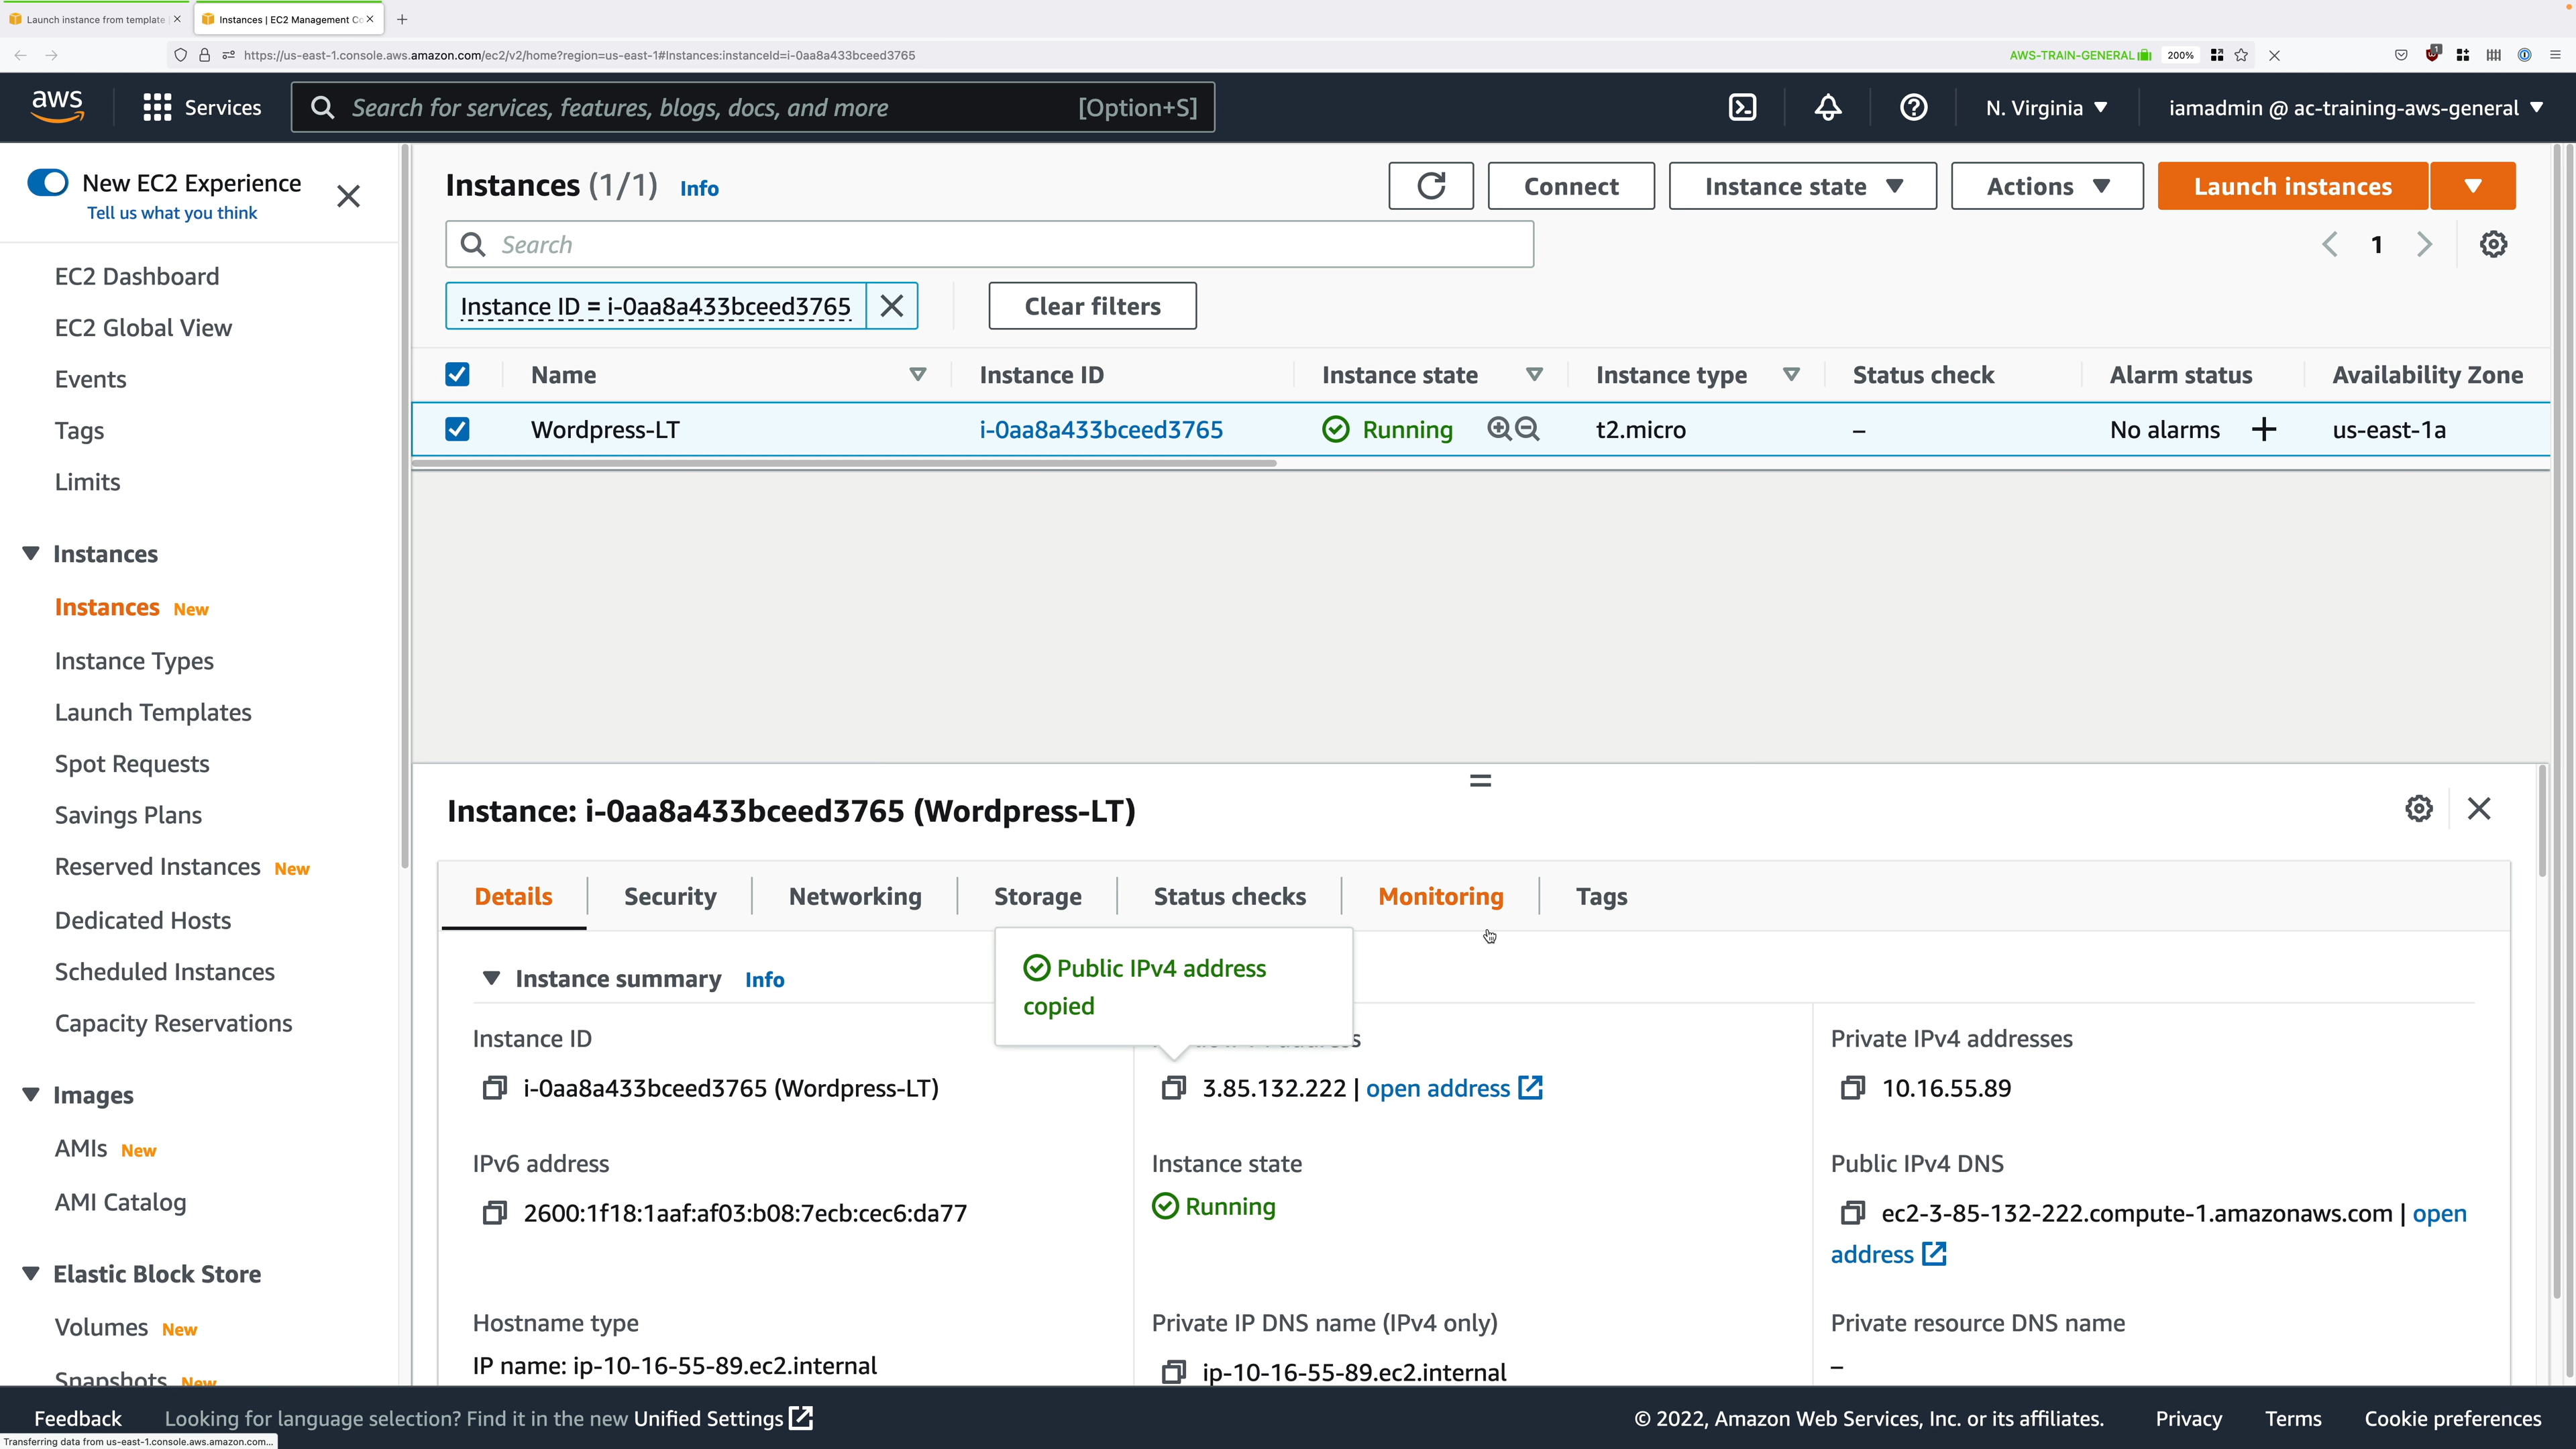 Launch instance from template
Instances | EC2 Management Co
https://us-east-1.console.aws.amazon.com/ec2/v2/home?region=us-east-1#Instances:instanceId=i-0aa8a433bceed3765
AWS-TRAIN-GENERAL
200%
1
aws
Services
Search for services, features, blogs, docs, and more
[Option+S]
N. Virginia
iamadmin @ ac-training-aws-general
New EC2 Experience
Tell us what you think
EC2 Dashboard
EC2 Global View
Events
Tags
Limits
Instances
Instances New
Instance Types
Launch Templates
Spot Requests
Savings Plans
Reserved Instances New
Dedicated Hosts
Scheduled Instances
Capacity Reservations
Images
AMIs New
AMI Catalog
Elastic Block Store
Volumes New
Snapshots New
Instances (1/1) Info
Connect
Instance state
Actions
Launch instances
Search
1
Instance ID = i-0aa8a433bceed3765
Clear filters
Name Instance ID Instance state Instance type Status check Alarm status Availability Zone
Wordpress-LT i-0aa8a433bceed3765 Running t2.micro – No alarms + us-east-1a
Instance: i-0aa8a433bceed3765 (Wordpress-LT)
Details Security Networking Storage Status checks Monitoring Tags
Public IPv4 address
copied
Instance summary Info
Instance ID
i-0aa8a433bceed3765 (Wordpress-LT)
3.85.132.222 | open address
Private IPv4 addresses
10.16.55.89
IPv6 address
2600:1f18:1aaf:af03:b08:7ecb:cec6:da77
Instance state
Running
Public IPv4 DNS
ec2-3-85-132-222.compute-1.amazonaws.com | open
address
Hostname type
IP name: ip-10-16-55-89.ec2.internal
Private IP DNS name (IPv4 only)
ip-10-16-55-89.ec2.internal
Private resource DNS name
–
Feedback
Looking for language selection? Find it in the new Unified Settings
© 2022, Amazon Web Services, Inc. or its affiliates.
Privacy
Terms
Cookie preferences
Transferring data from us-east-1.console.aws.amazon.com...